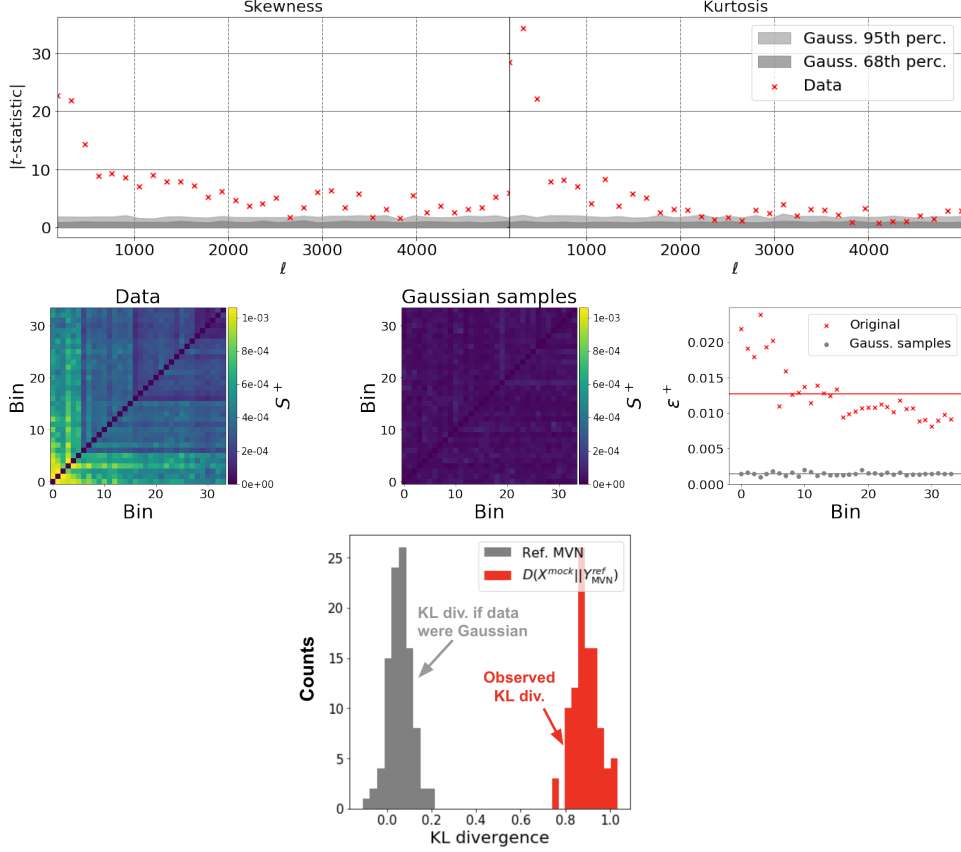 Skewness
Kurtosis
|t-statistic|
30
20
10
0
Gauss. 95th perc.
Gauss. 68th perc.
Data
1000 2000 3000 4000
1000 2000 3000 4000
ℓ
ℓ
Data
Bin
30
20
10
0
0 10 20 30
Bin
1e-03
8e-04
6e-04
4e-04
2e-04
0e+00
S⁺
Gaussian samples
Bin
30
20
10
0
0 10 20 30
Bin
1e-03
8e-04
6e-04
4e-04
2e-04
0e+00
S⁺
ε⁺
0.020
0.015
0.010
0.005
0.000
Original
Gauss. samples
0 10 20 30
Bin
Counts
25
20
15
10
5
0
Ref. MVN
D(X^mock||Y^ref_MVN)
KL div. if data
were Gaussian
Observed
KL div.
0.0 0.2 0.4 0.6 0.8 1.0
KL divergence